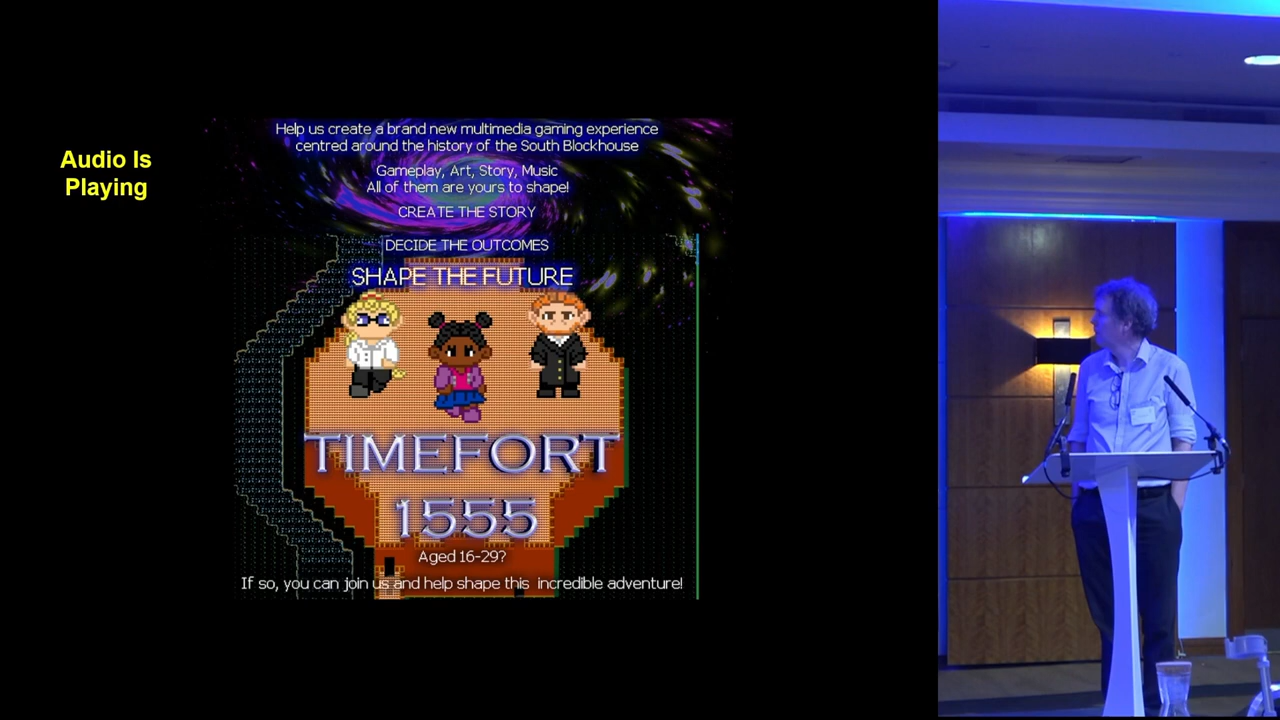 Audio Is
Playing
Help us create a brand new multimedia gaming experience
centred around the history of the South Blockhouse
Gameplay, Art, Story, Music
All of them are yours to shape!
CREATE THE STORY
DECIDE THE OUTCOMES
SHAPE THE FUTURE
TIMEFORT
1555
Aged 16-29?
If so, you can join us and help shape this incredible adventure!